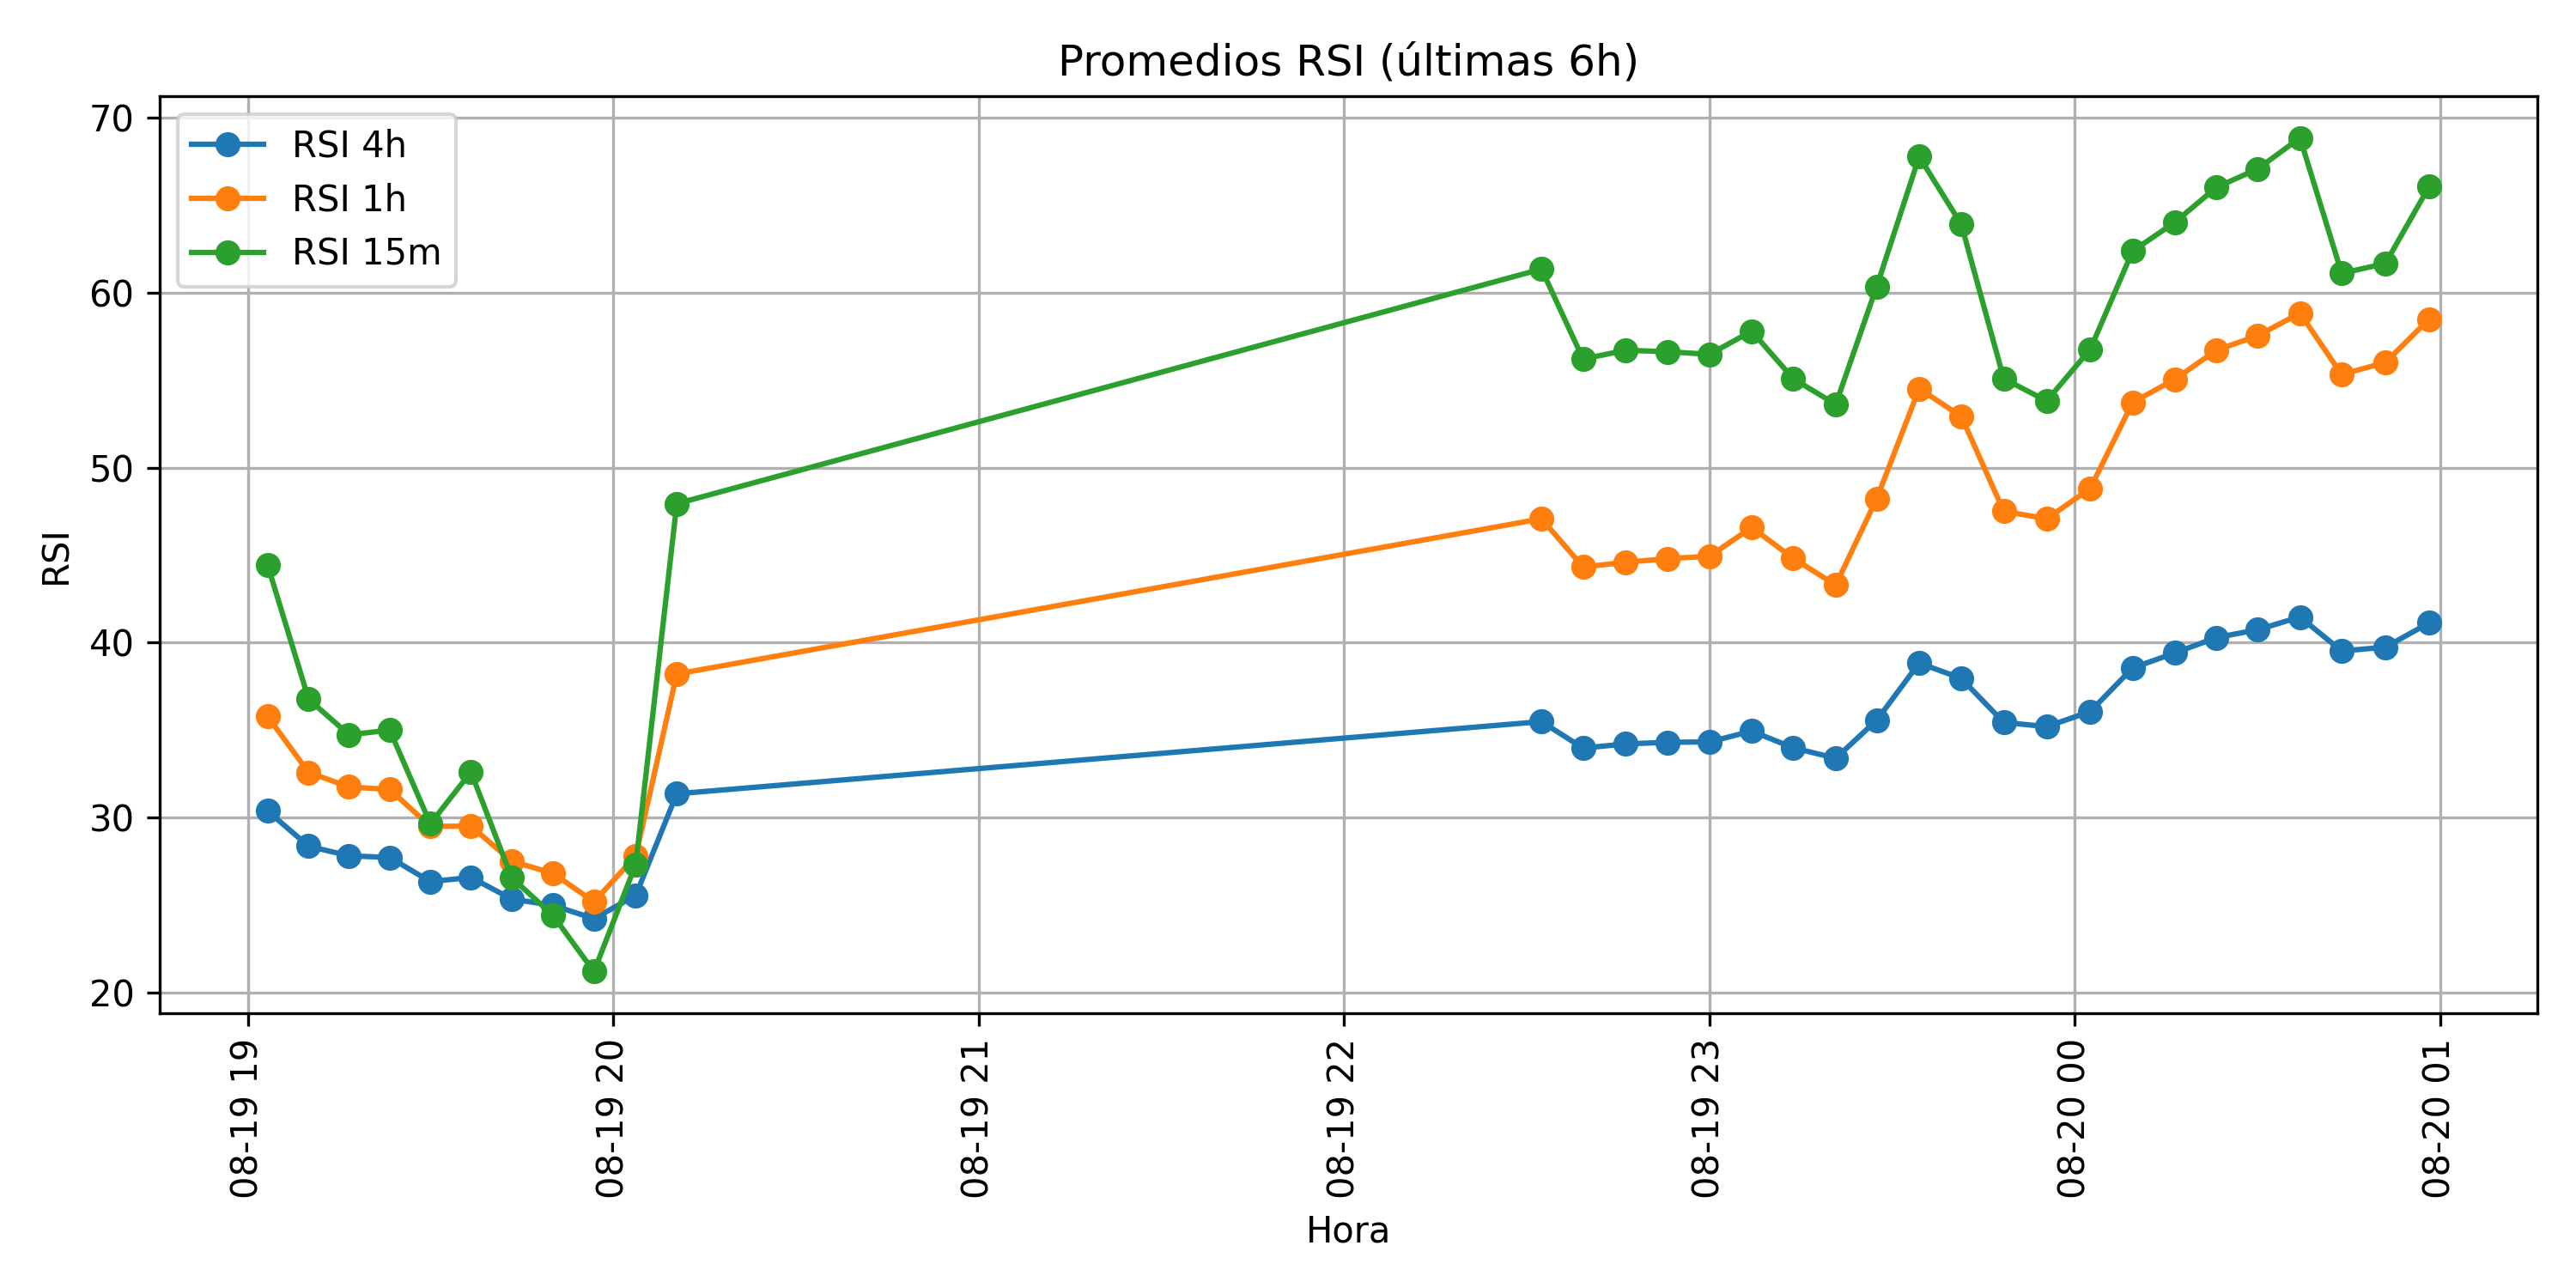 Promedios RSI (últimas 6h)
RSI 4h
RSI 1h
RSI 15m
70
60
50
40
30
20
RSI
08-19 19
08-19 20
08-19 21
08-19 22
08-19 23
08-20 00
08-20 01
Hora